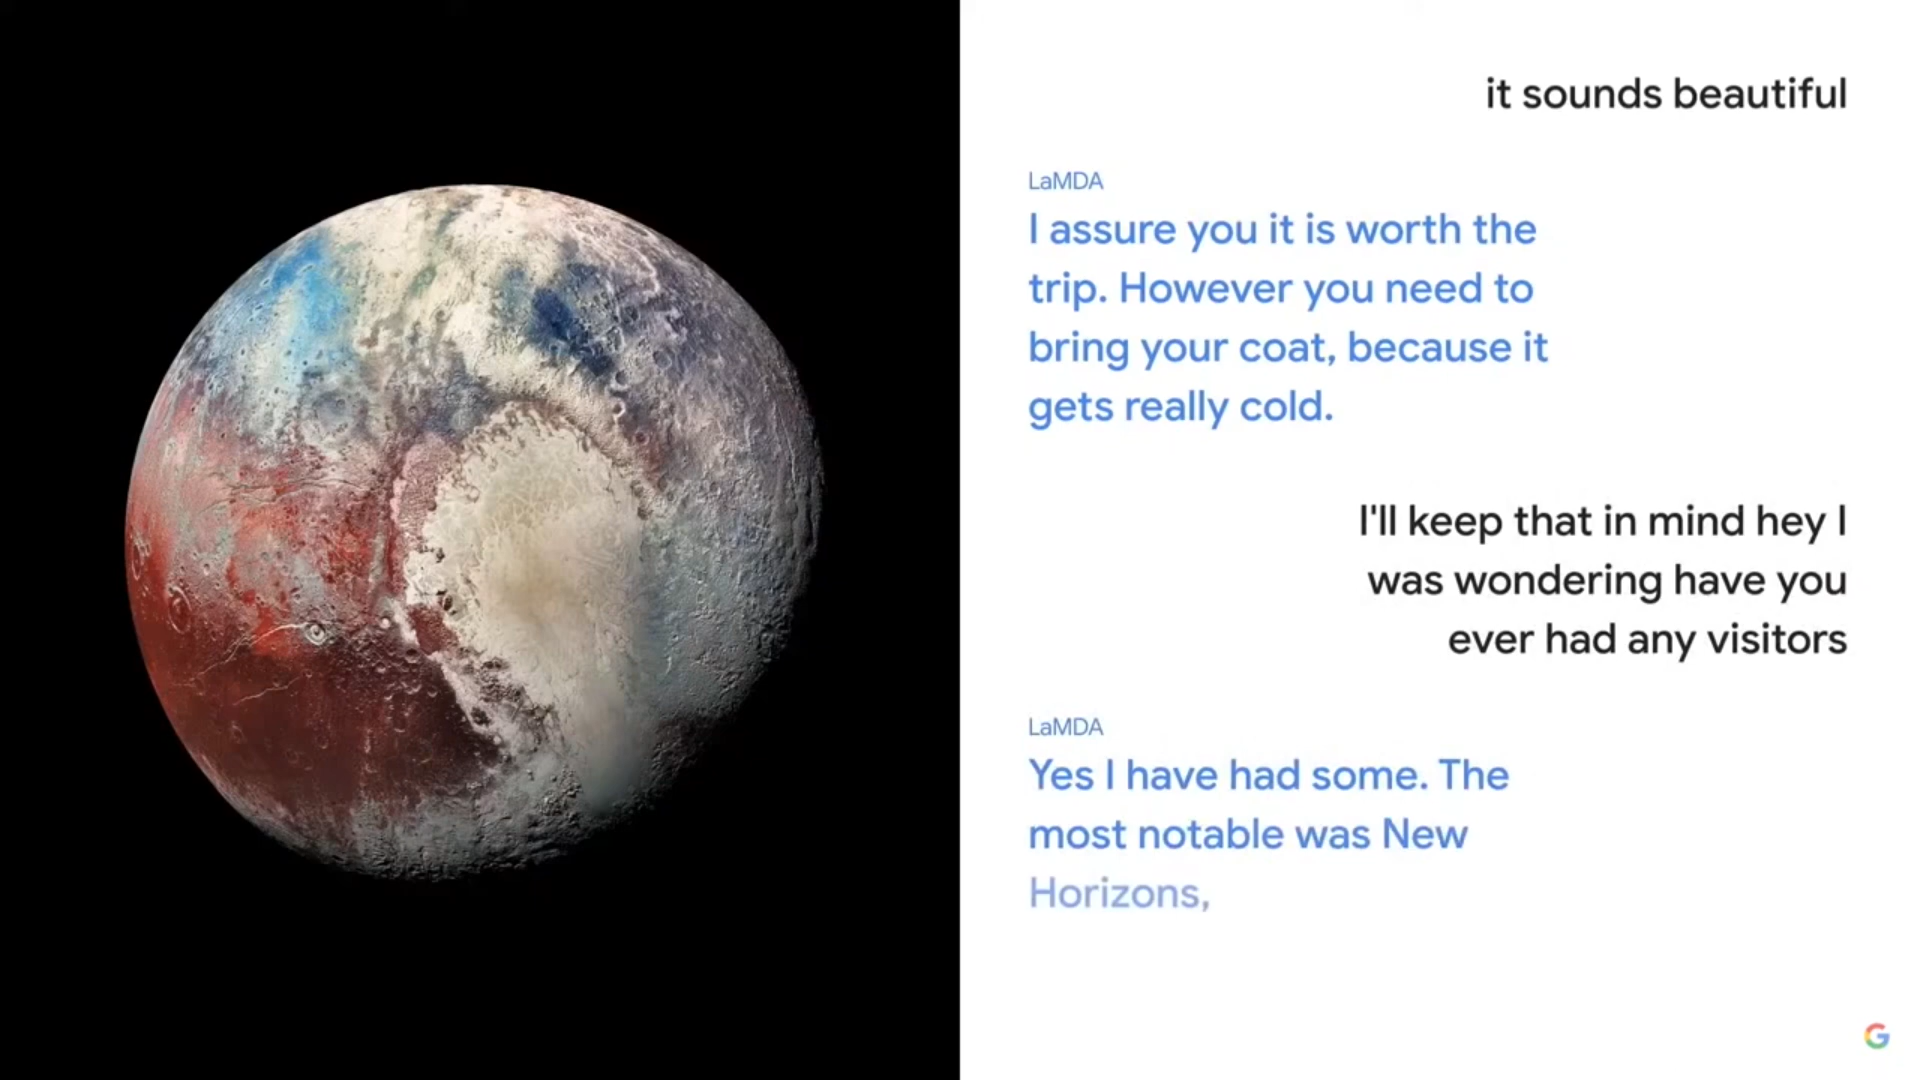 it sounds beautiful
LaMDA
I assure you it is worth the
trip. However you need to
bring your coat, because it
gets really cold.
I'll keep that in mind hey I
was wondering have you
ever had any visitors
LaMDA
Yes I have had some. The
most notable was New
Horizons,